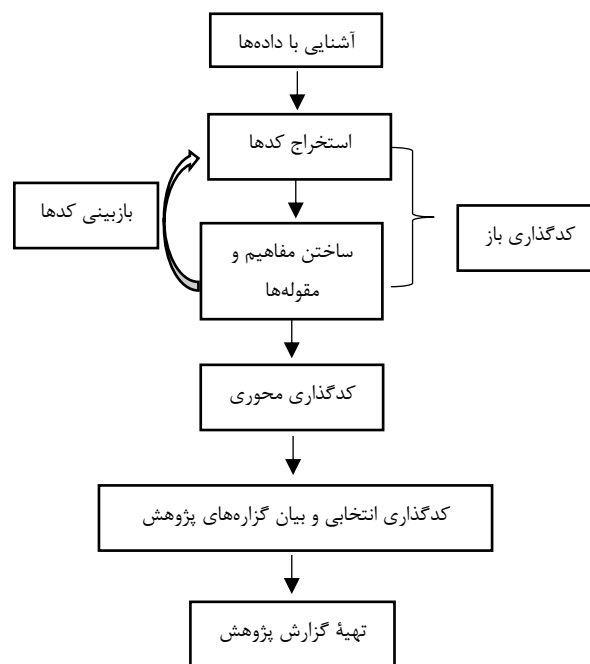 آشنایی با داده‌ها
استخراج کدها
بازبینی کدها
کدگذاری باز
ساختن مفاهیم و
مقوله‌ها
کدگذاری محوری
کدگذاری انتخابی و بیان گزاره‌های پژوهش
تهیۀ گزارش پژوهش